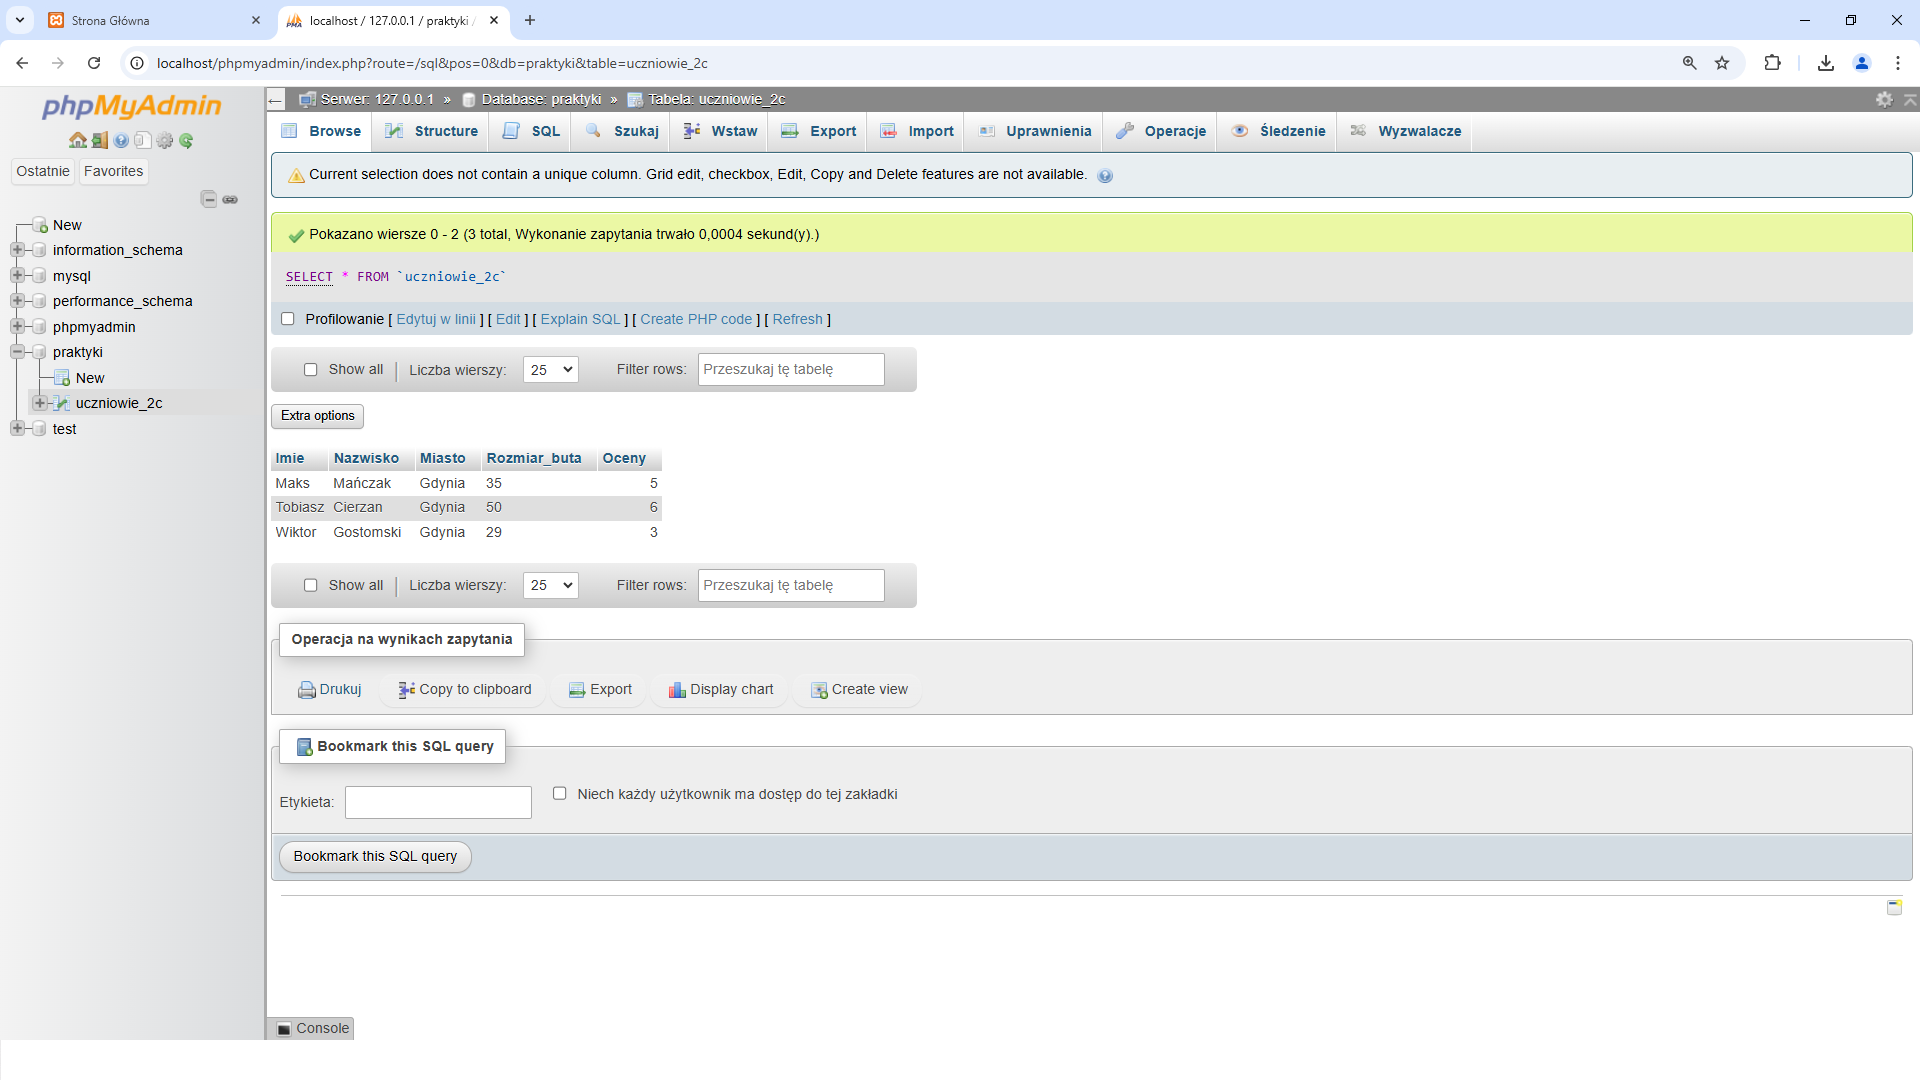 Strona Główna
localhost / 127.0.0.1 / praktyki /
localhost/phpmyadmin/index.php?route=/sql&pos=0&db=praktyki&table=uczniowie_2c
phpMyAdmin
Ostatnie Favorites
New
information_schema
mysql
performance_schema
phpmyadmin
praktyki
New
uczniowie_2c
test
Serwer: 127.0.0.1 » Database: praktyki » Tabela: uczniowie_2c
Browse Structure SQL Szukaj Wstaw Export Import Uprawnienia Operacje Śledzenie Wyzwalacze
Current selection does not contain a unique column. Grid edit, checkbox, Edit, Copy and Delete features are not available.
Pokazano wiersze 0 - 2 (3 total, Wykonanie zapytania trwało 0,0004 sekund(y).)
SELECT * FROM `uczniowie_2c`
Profilowanie [ Edytuj w linii ] [ Edit ] [ Explain SQL ] [ Create PHP code ] [ Refresh ]
Show all | Liczba wierszy: 25 Filter rows: Przeszukaj tę tabelę
Extra options
Imie Nazwisko Miasto Rozmiar_buta Oceny
Maks Mańczak Gdynia 35 5
Tobiasz Cierzan Gdynia 50 6
Wiktor Gostomski Gdynia 29 3
Show all | Liczba wierszy: 25 Filter rows: Przeszukaj tę tabelę
Operacja na wynikach zapytania
Drukuj Copy to clipboard Export Display chart Create view
Bookmark this SQL query
Etykieta: Niech każdy użytkownik ma dostęp do tej zakładki
Bookmark this SQL query
Console